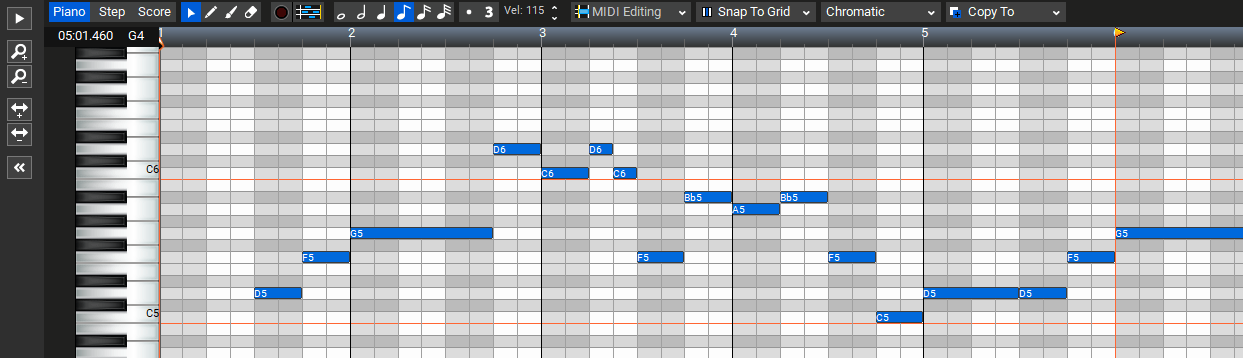 Piano Step Score 3 Vel: 115 MIDI Editing Snap To Grid Chromatic Copy To
05:01.460 G4 1 2 3 4 5
D6 D6
C6 C6 C6
Bb5 Bb5
A5
G5 G5
F5 F5 F5 F5
D5 D5 D5
C5 C5